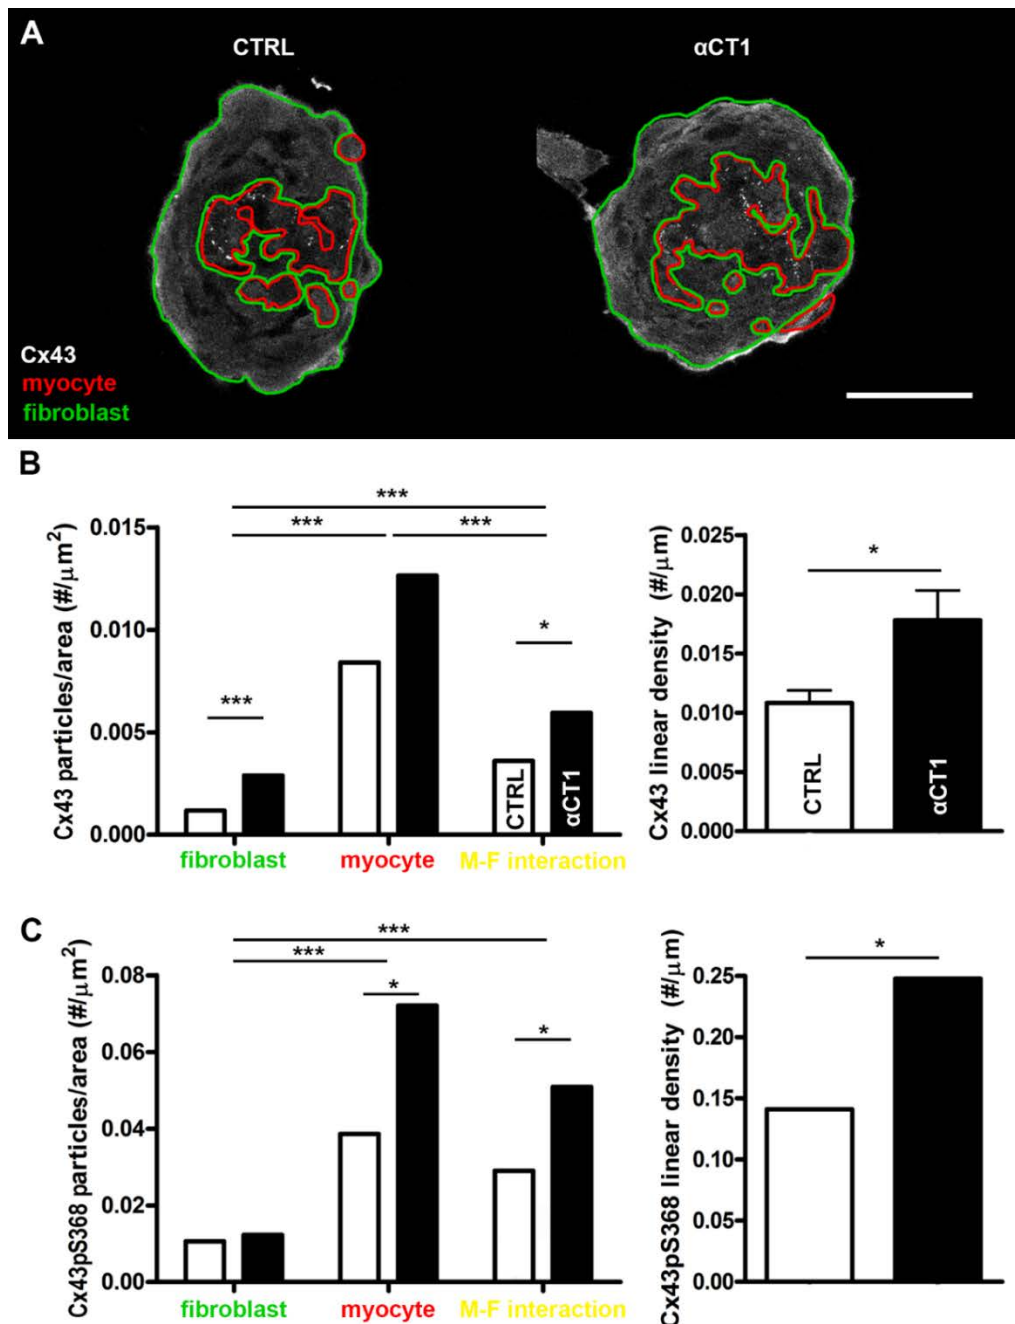 A
CTRL
αCT1
Cx43
myocyte
fibroblast
B
Cx43 particles/area (#/μm²)
0.015
0.010
0.005
0.000
***
***
***
***
*
CTRL
αCT1
fibroblast
myocyte
M-F interaction
Cx43 linear density (#/μm)
0.025
0.020
0.015
0.010
0.005
0.000
*
CTRL
αCT1
C
Cx43pS368 particles/area (#/μm²)
0.08
0.06
0.04
0.02
0.00
***
***
*
*
fibroblast
myocyte
M-F interaction
Cx43pS368 linear density (#/μm)
0.25
0.20
0.15
0.10
0.05
0.00
*